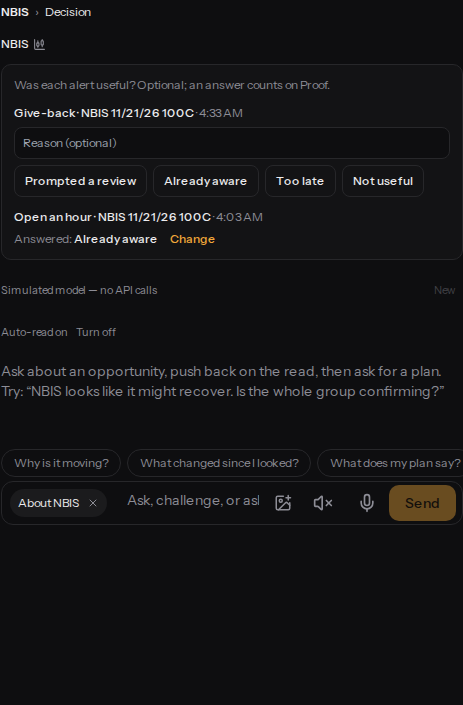 NBIS › Decision
NBIS
Was each alert useful? Optional; an answer counts on Proof.
Give-back · NBIS 11/21/26 100C · 4:33 AM
Reason (optional)
Prompted a review Already aware Too late Not useful
Open an hour · NBIS 11/21/26 100C · 4:03 AM
Answered: Already aware Change
Simulated model — no API calls New
Auto-read on Turn off
Ask about an opportunity, push back on the read, then ask for a plan.
Try: “NBIS looks like it might recover. Is the whole group confirming?”
Why is it moving? What changed since I looked? What does my plan say?
About NBIS × Ask, challenge, or as Send